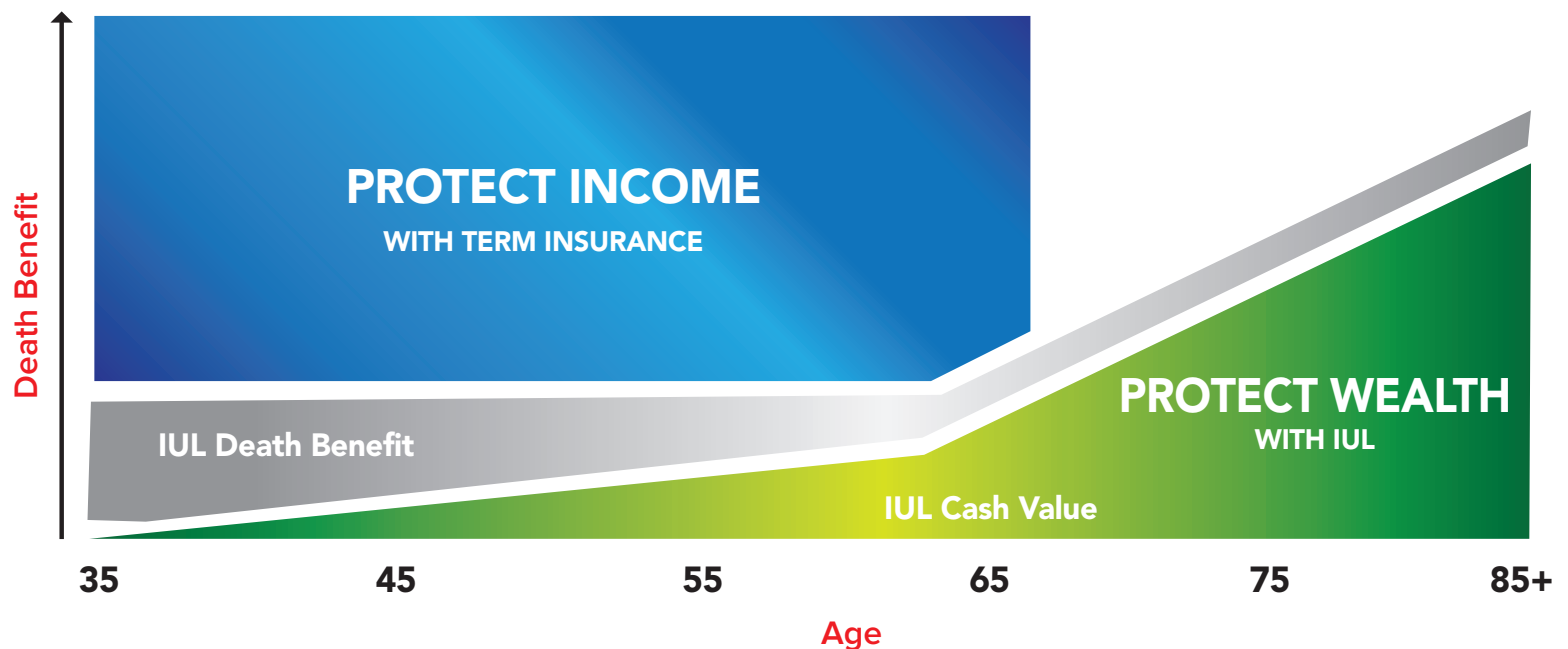 Death Benefit
PROTECT INCOME
WITH TERM INSURANCE
IUL Death Benefit
PROTECT WEALTH
WITH IUL
IUL Cash Value
35 45 55 65 75 85+
Age